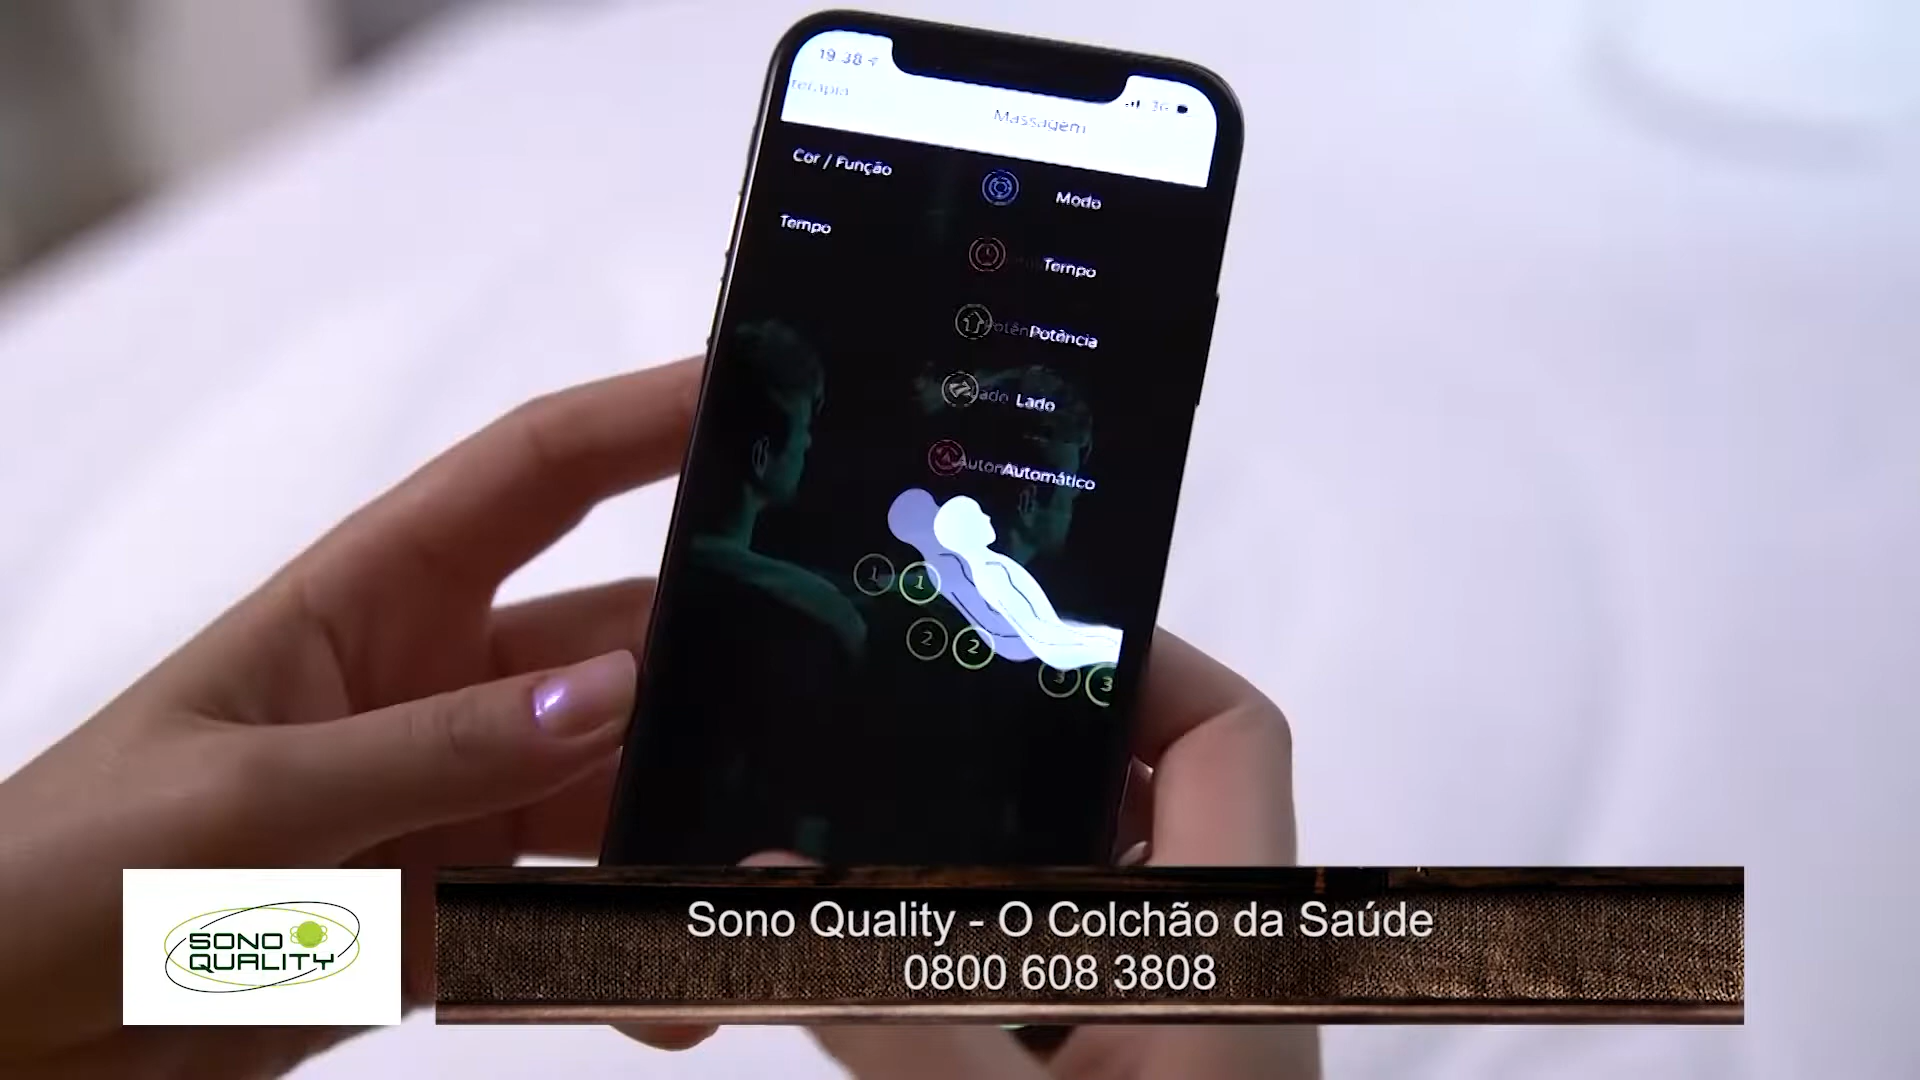 19:38
terapia
3G
Massagem
Cor / Função
Modo
Tempo
Tempo
Potência
Lado
Automático
1 1
2 2
3 3
SONO
QUALITY
Sono Quality - O Colchão da Saúde
0800 608 3808